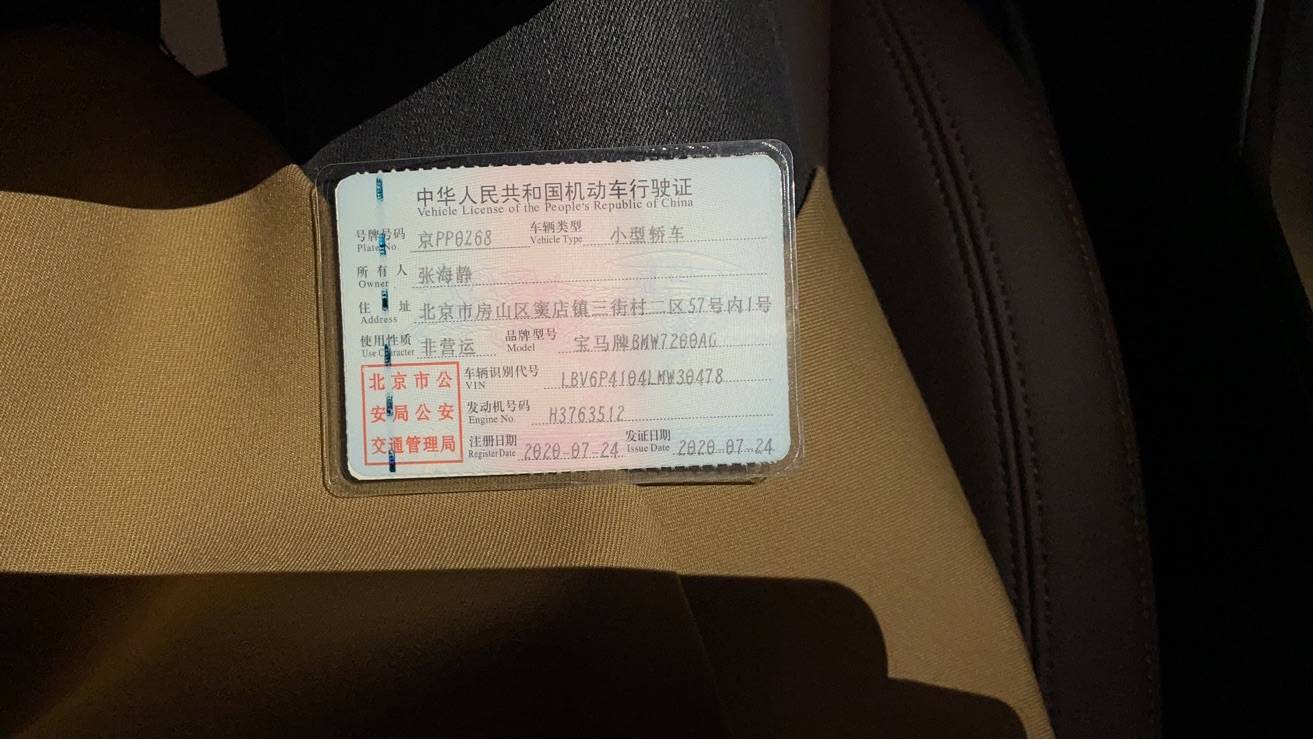 中华人民共和国机动车行驶证
Vehicle License of the People's Republic of China
号牌号码 京PP0268 车辆类型 小型轿车
Plate No. Vehicle Type
所有人 张海静
Owner
住址 北京市房山区窦店镇三街村二区57号内1号
Address
使用性质 非营运 品牌型号 宝马牌BMW7200AG
Use Character Model
北京市公
安局公安
交通管理局
车辆识别代号 LBV6P4104LMW30478
VIN
发动机号码 H3763512
Engine No.
注册日期 2020-07-24 发证日期 2020-07-24
Register Date Issue Date